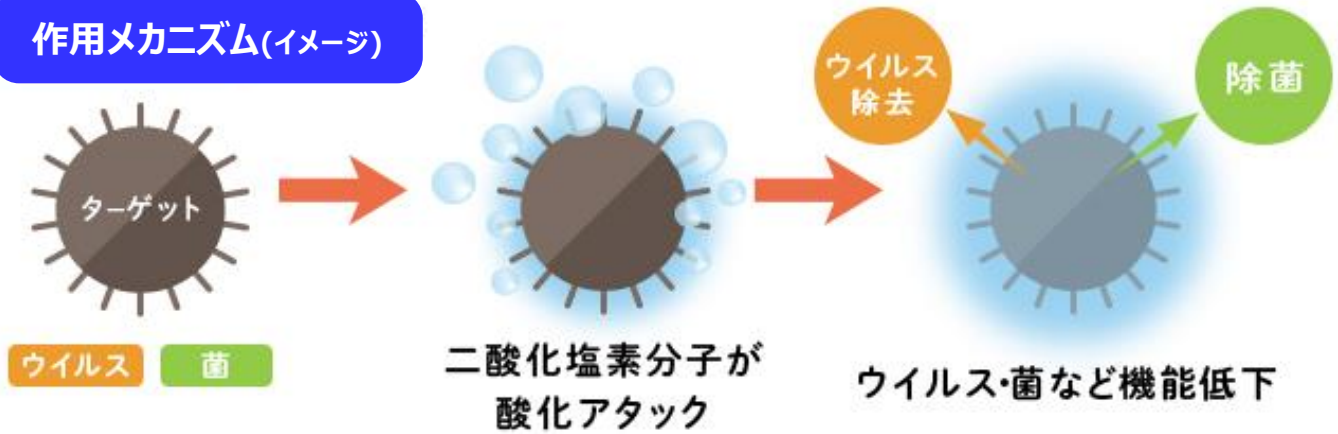 作用メカニズム(イメージ)
ターゲット
ウイルス
菌
二酸化塩素分子が
酸化アタック
ウイルス
除去
除菌
ウイルス・菌など機能低下